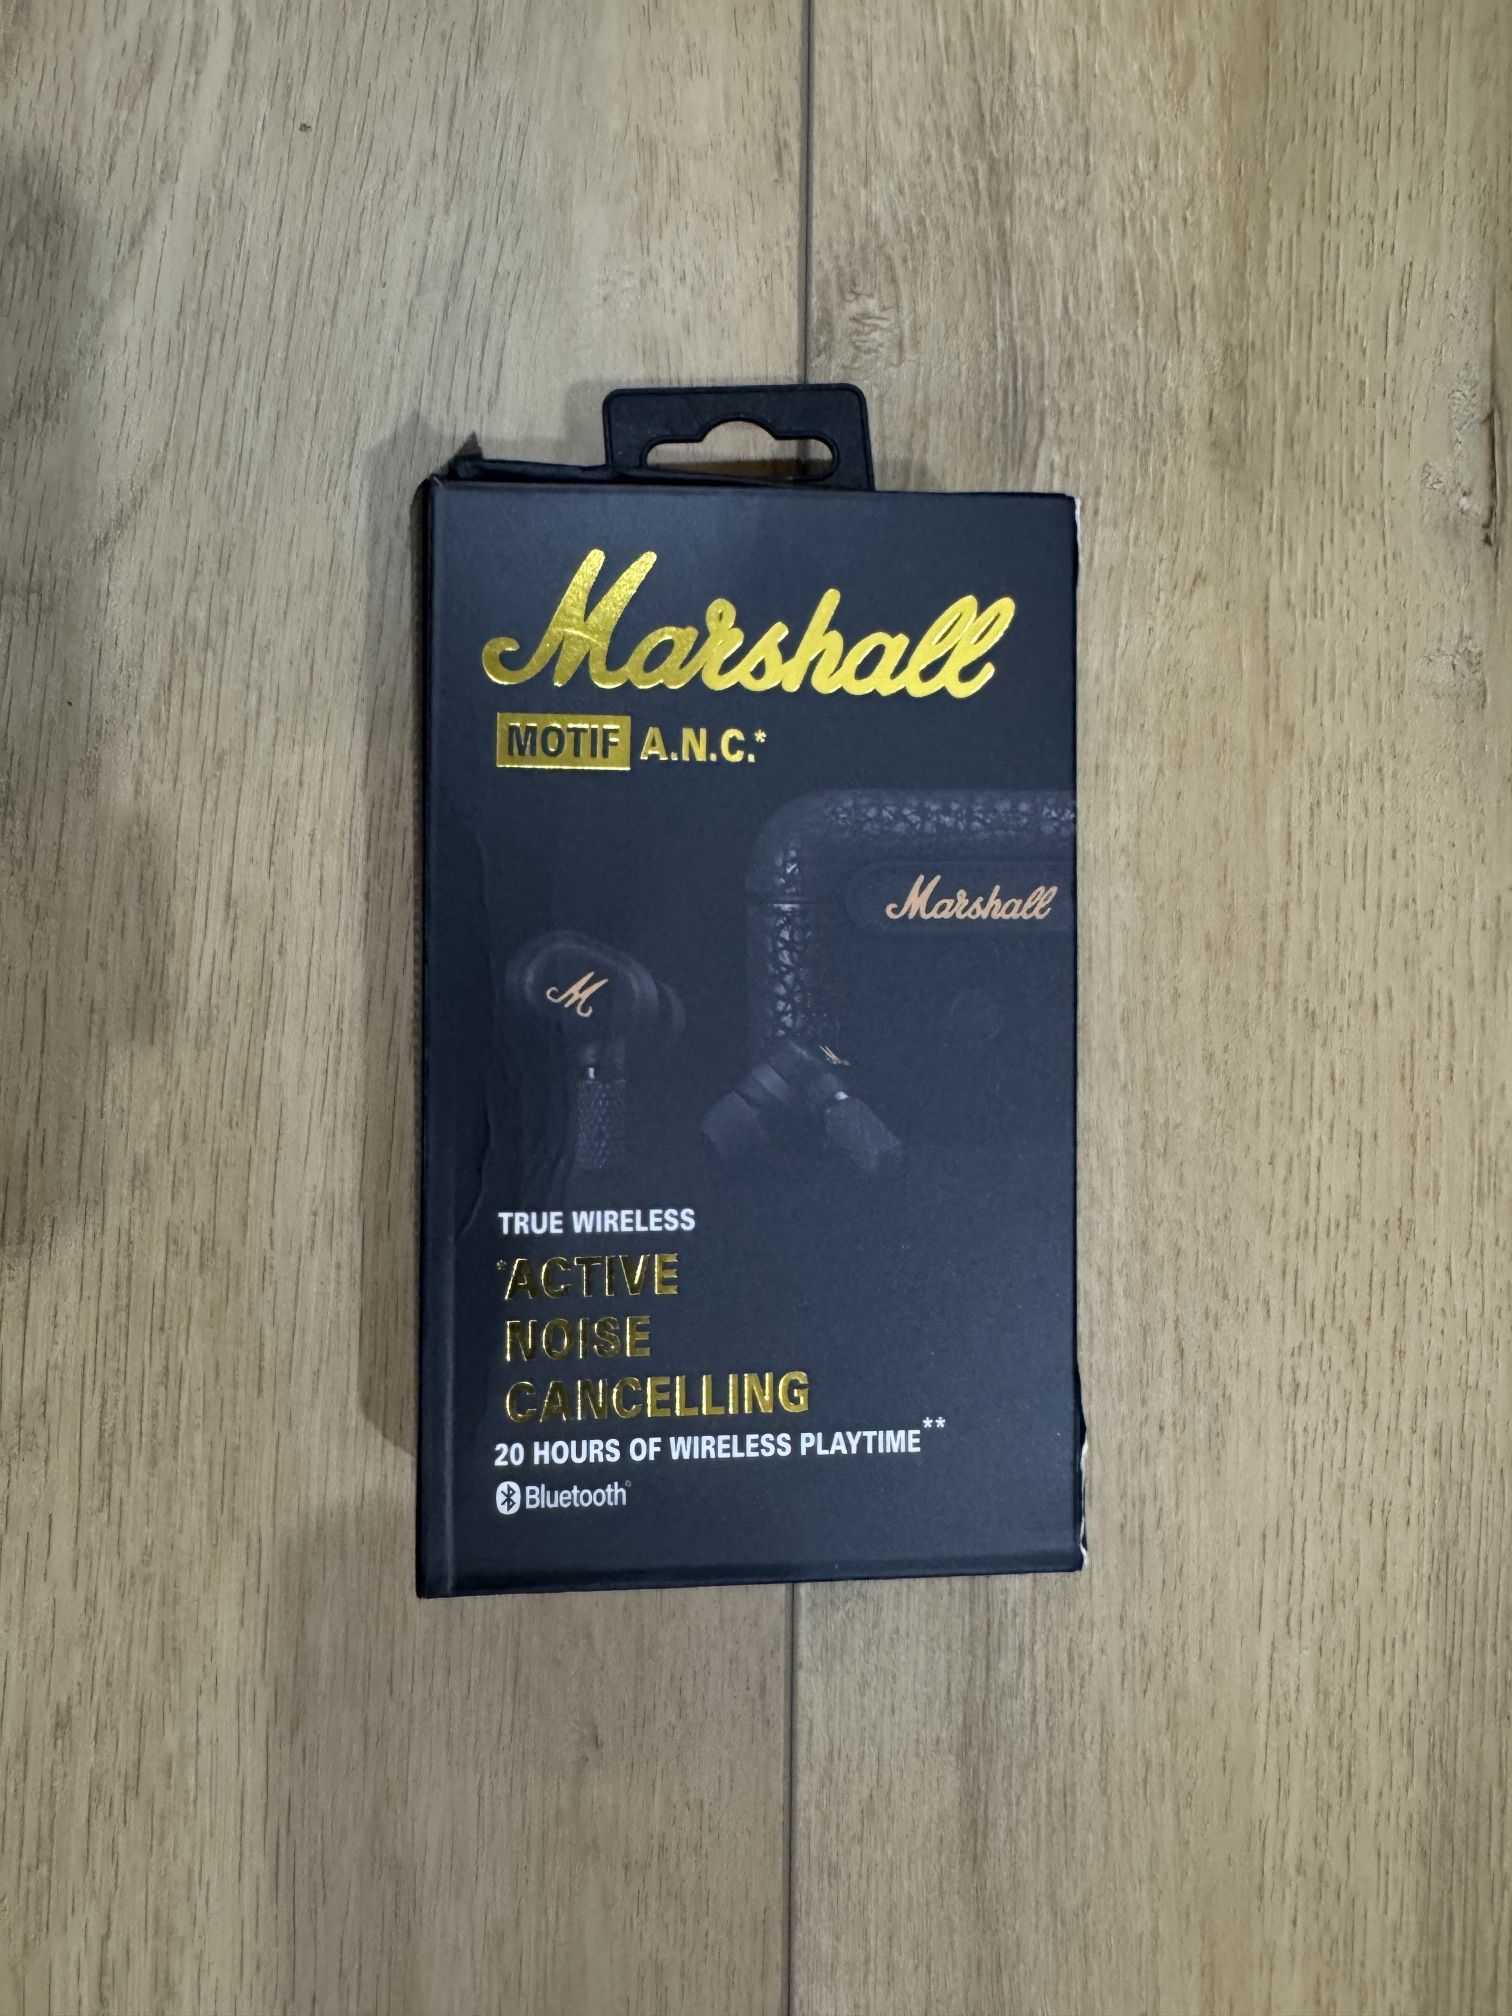 Marshall
MOTIF A.N.C.*
Marshall
M
TRUE WIRELESS
*ACTIVE
NOISE
CANCELLING
20 HOURS OF WIRELESS PLAYTIME**
Bluetooth®